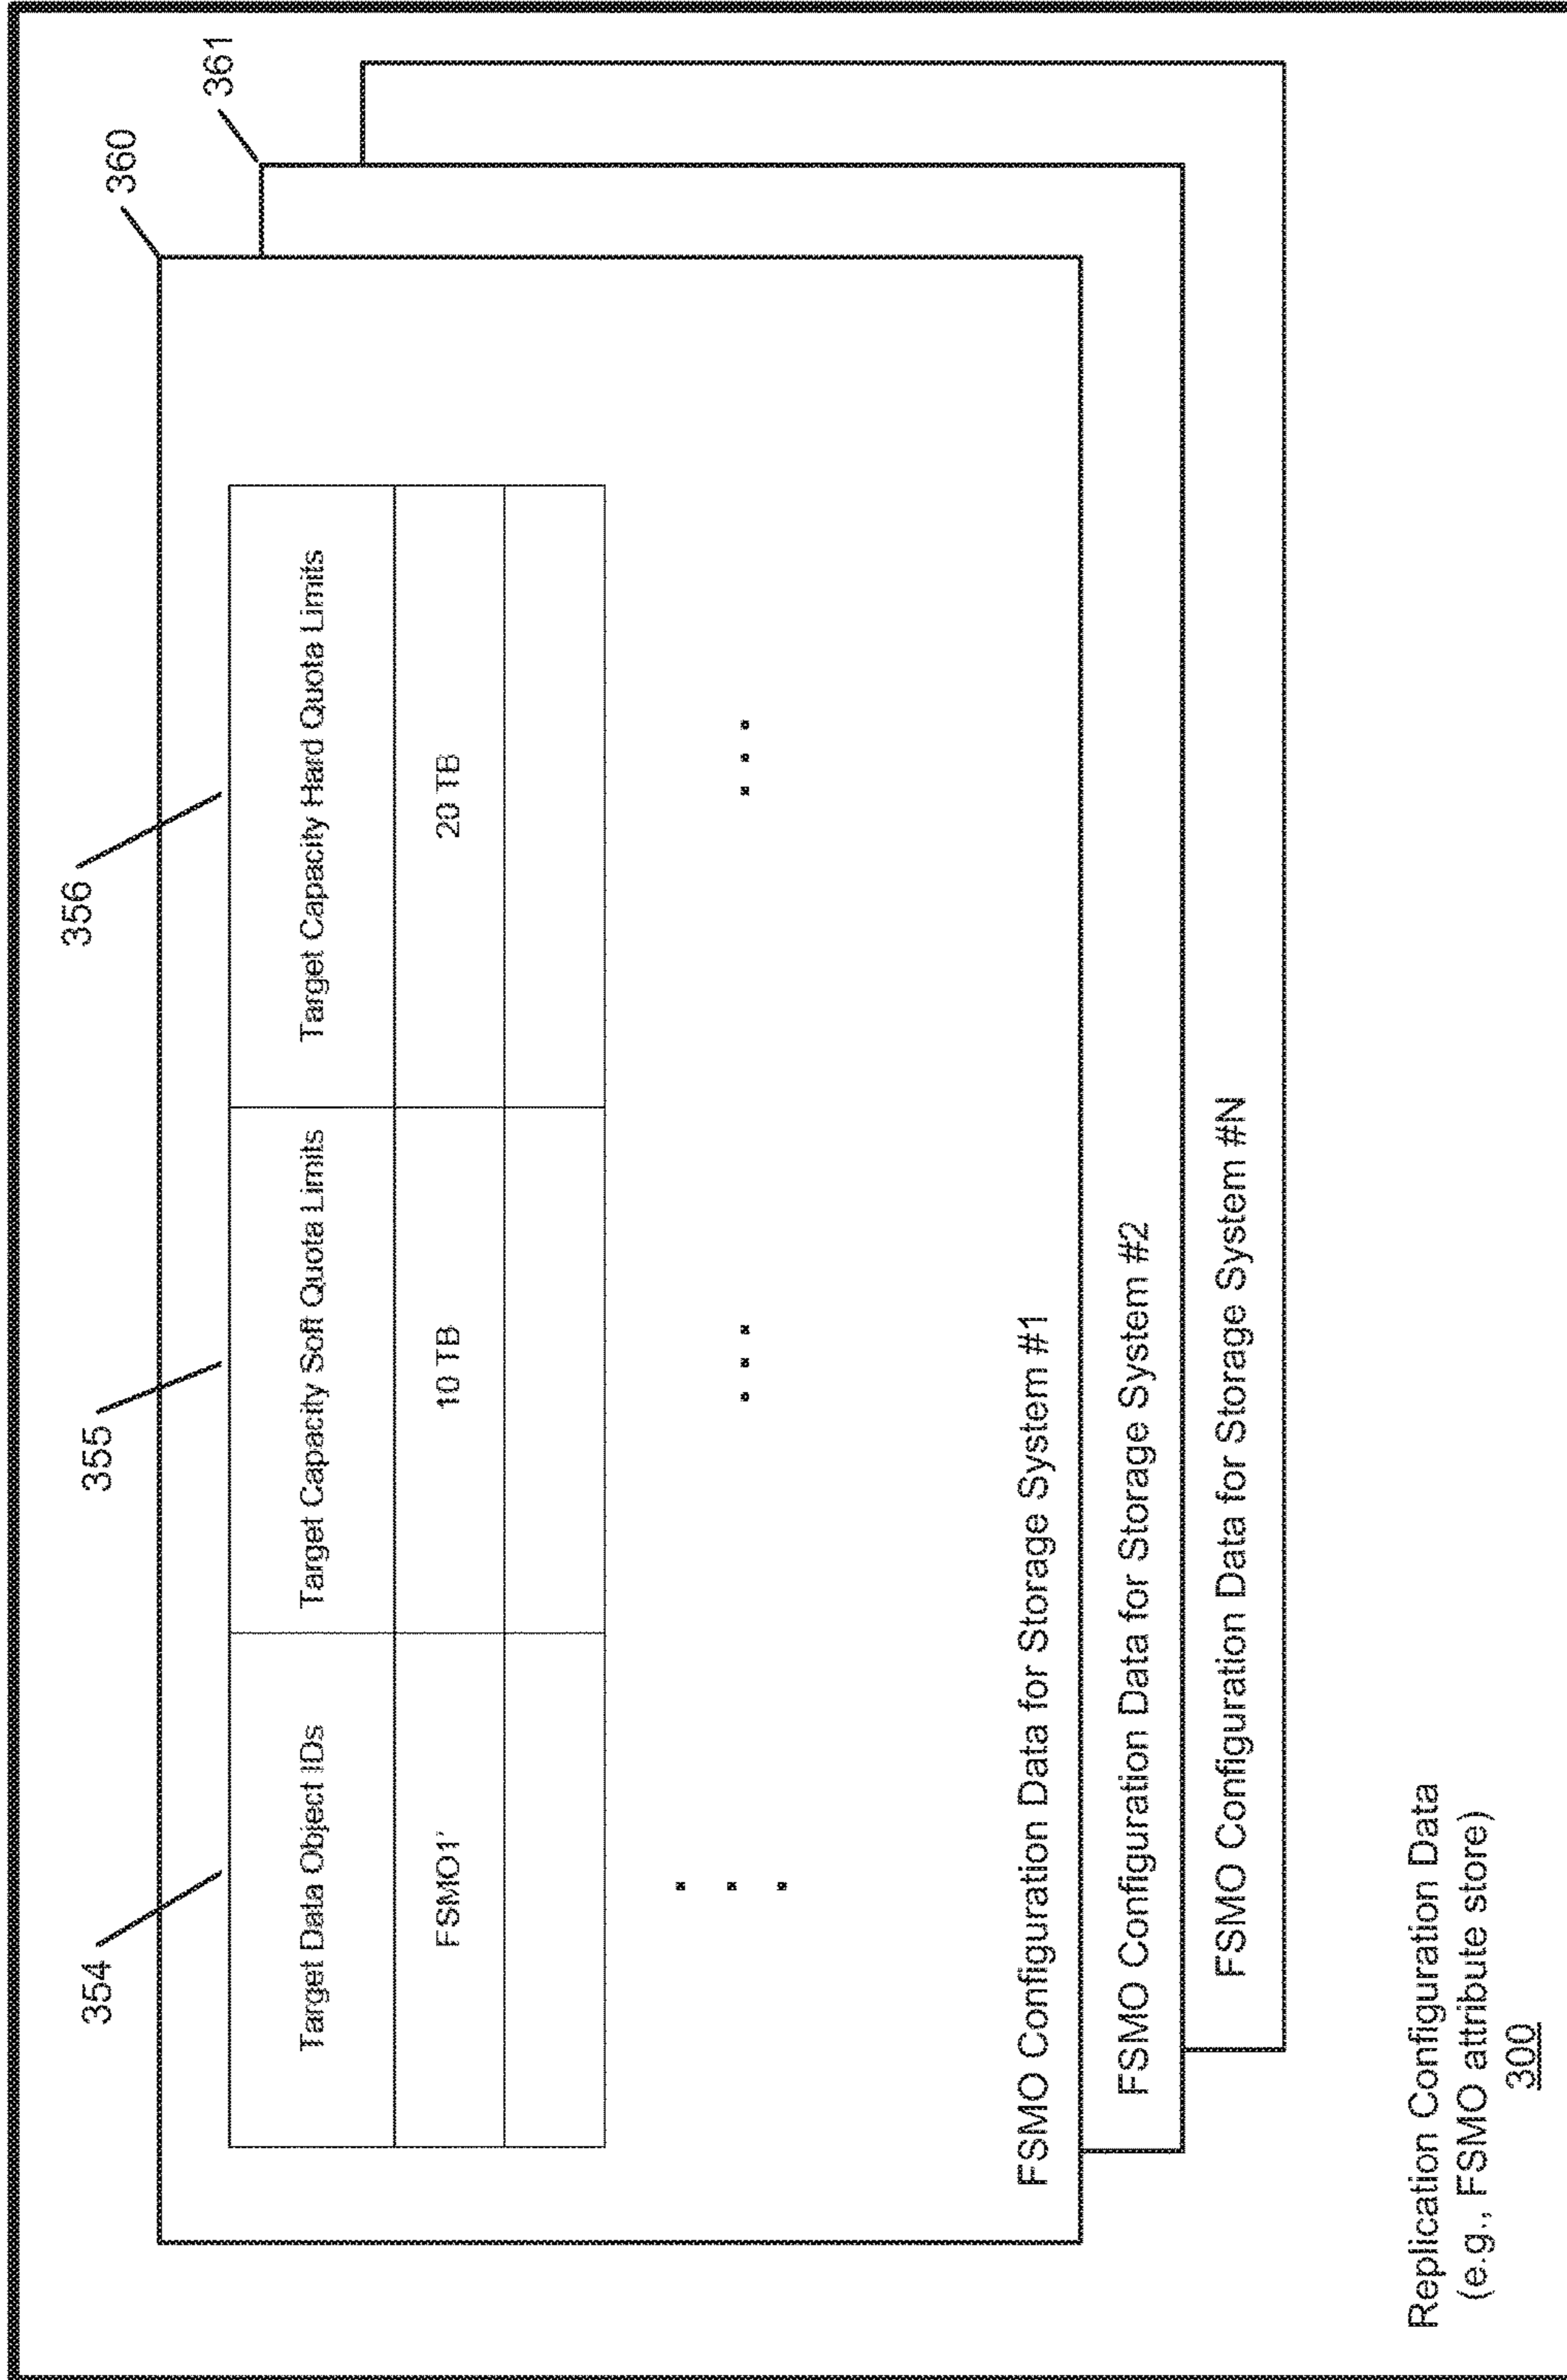 354
355
356
360
361
Target Data Object IDs
Target Capacity Soft Quota Limits
Target Capacity Hard Quota Limits
FSMO1'
10 TB
20 TB
FSMO Configuration Data for Storage System #1
FSMO Configuration Data for Storage System #2
FSMO Configuration Data for Storage System #N
Replication Configuration Data
(e.g., FSMO attribute store)
300